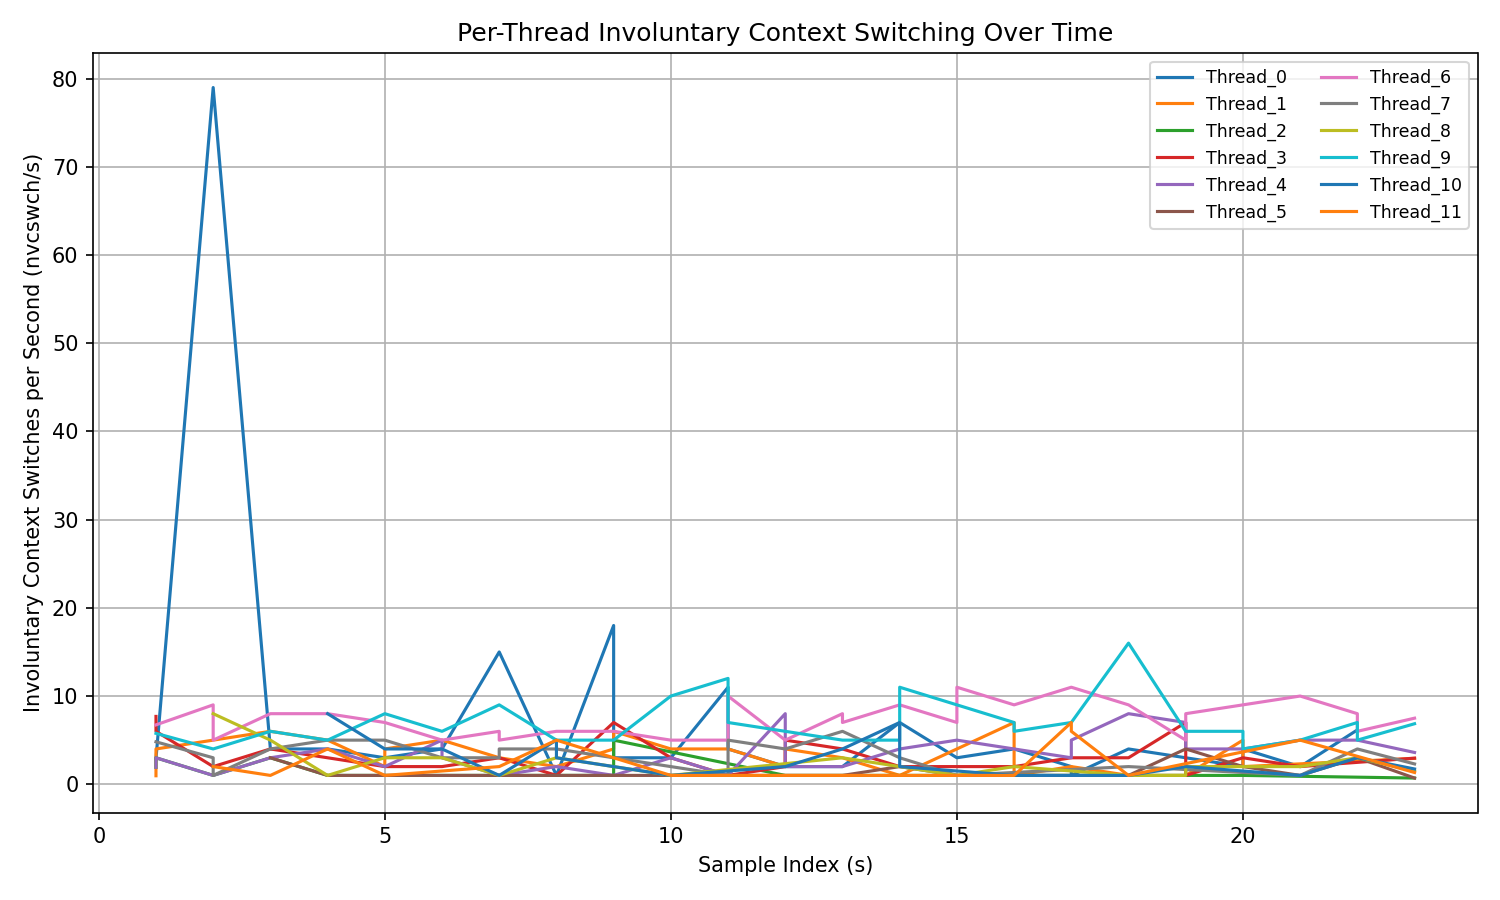 Per-Thread Involuntary Context Switching Over Time
Involuntary Context Switches per Second (nvcswch/s)
80
70
60
50
40
30
20
10
0
Thread_0
Thread_1
Thread_2
Thread_3
Thread_4
Thread_5
Thread_6
Thread_7
Thread_8
Thread_9
Thread_10
Thread_11
0
5
10
15
20
Sample Index (s)